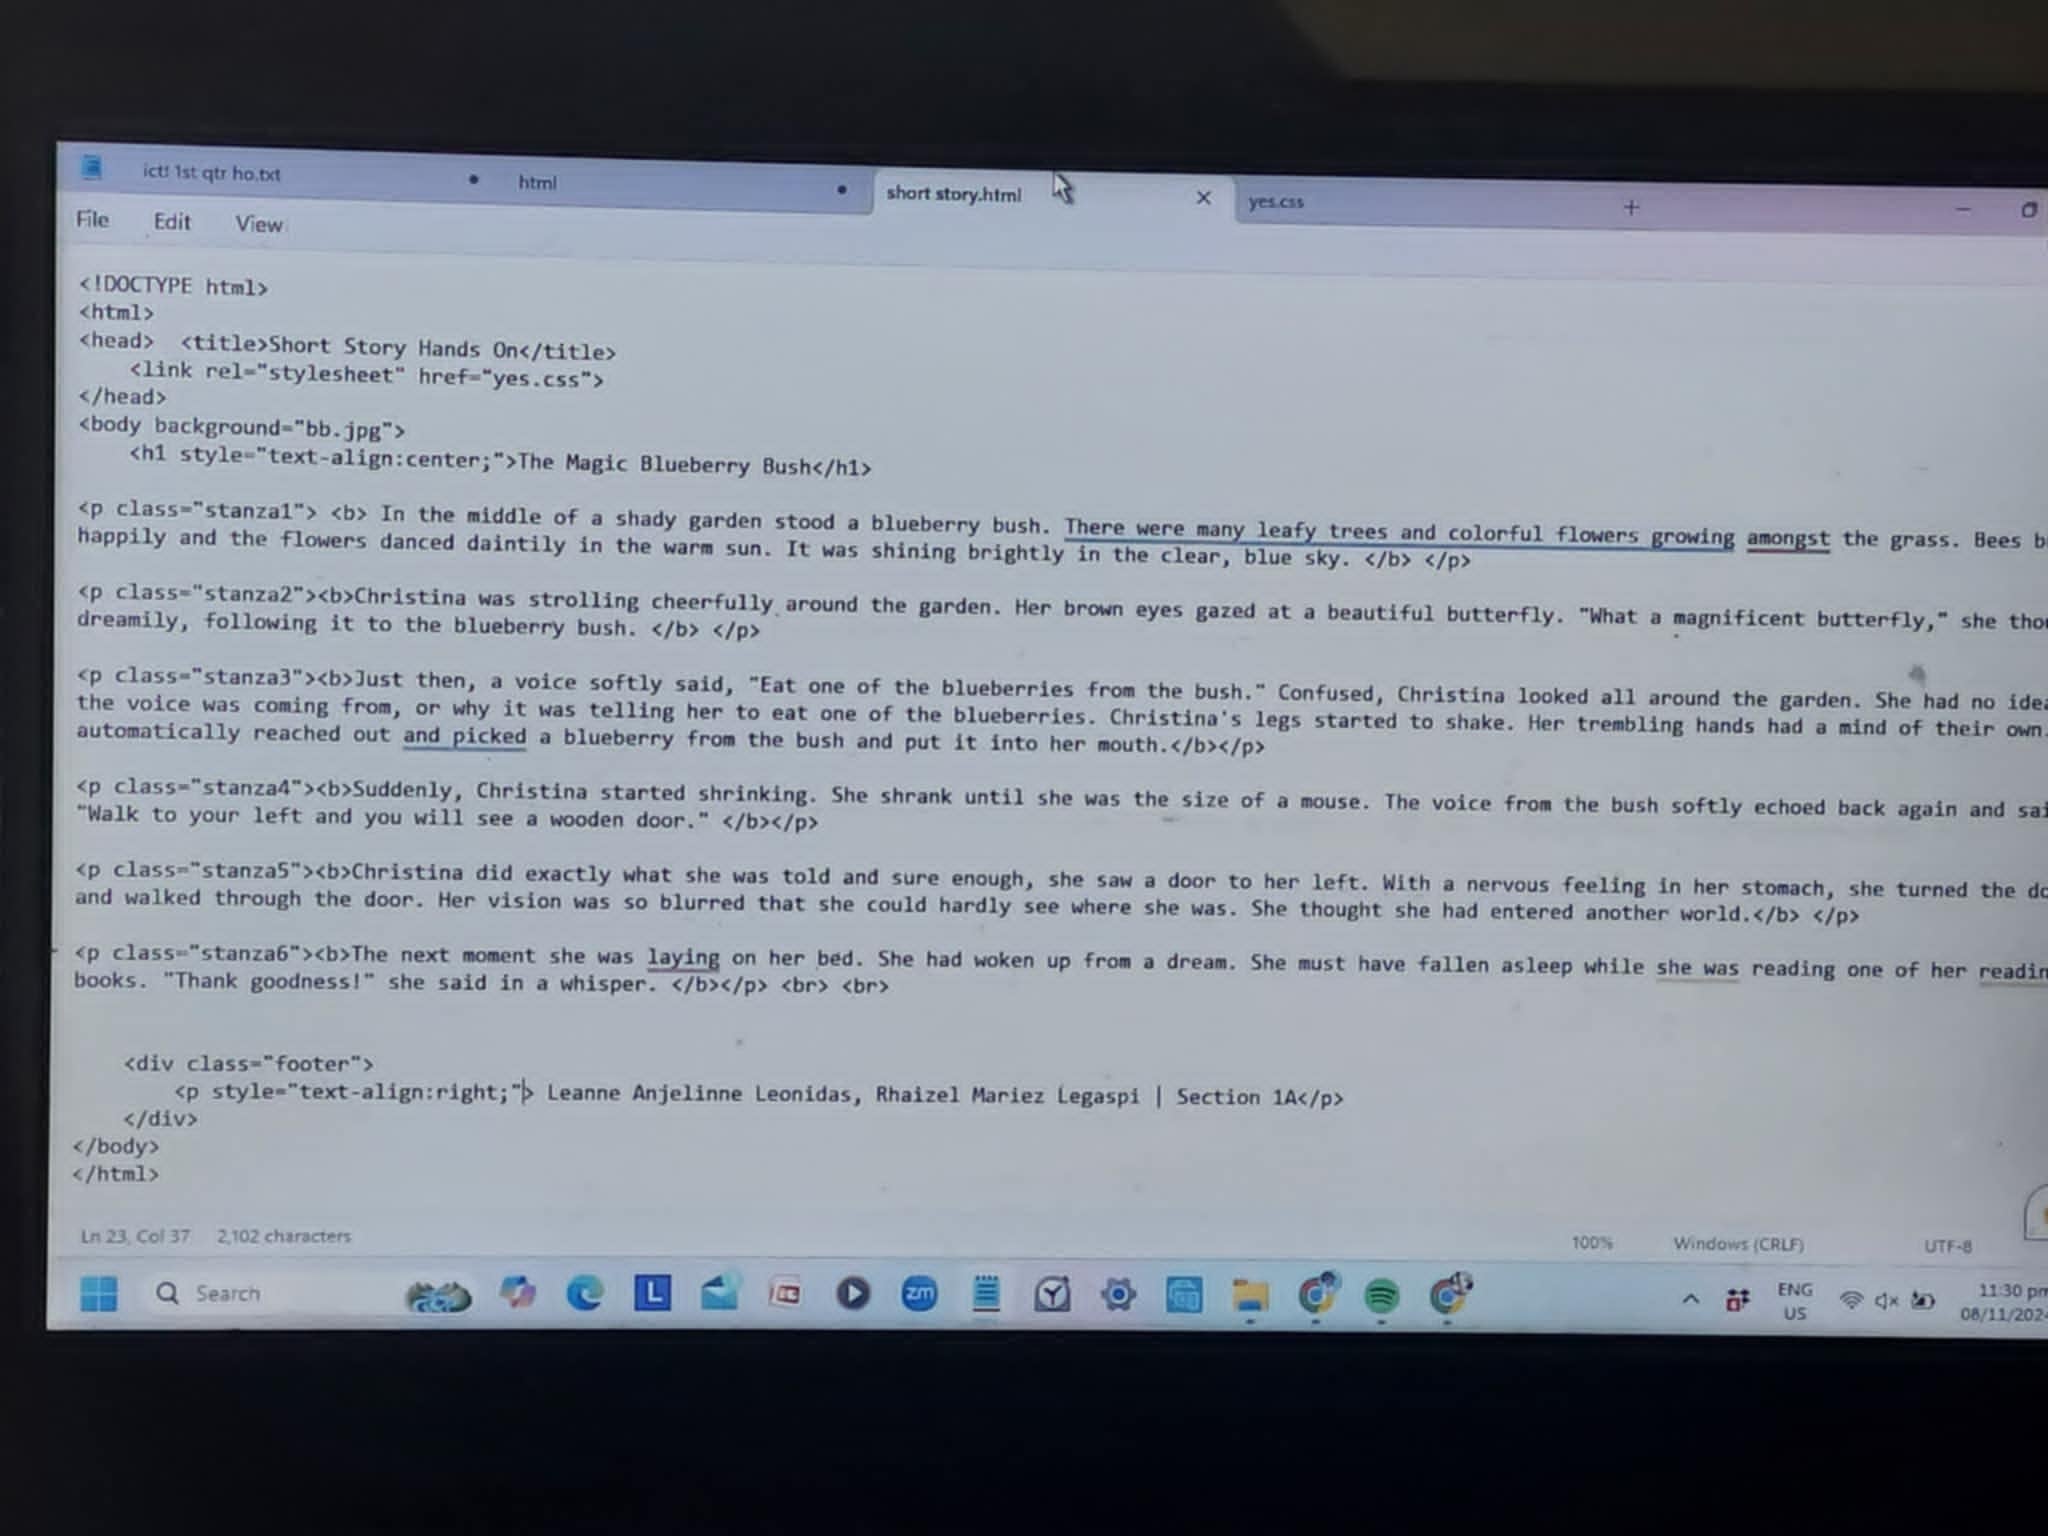 ict! 1st qtr ho.txt
html
short story.html
yes.css
File Edit View
<!DOCTYPE html>
<html>
<head> <title>Short Story Hands On</title>
<link rel="stylesheet" href="yes.css">
</head>
<body background="bb.jpg">
<h1 style="text-align:center;">The Magic Blueberry Bush</h1>
<p class="stanza1"> <b> In the middle of a shady garden stood a blueberry bush. There were many leafy trees and colorful flowers growing amongst the grass. Bees
happily and the flowers danced daintily in the warm sun. It was shining brightly in the clear, blue sky. </b> </p>
<p class="stanza2"><b>Christina was strolling cheerfully around the garden. Her brown eyes gazed at a beautiful butterfly. "What a magnificent butterfly," she
dreamily, following it to the blueberry bush. </b> </p>
<p class="stanza3"><b>Just then, a voice softly said, "Eat one of the blueberries from the bush." Confused, Christina looked all around the garden. She had no
the voice was coming from, or why it was telling her to eat one of the blueberries. Christina's legs started to shake. Her trembling hands had a mind of their own.
automatically reached out and picked a blueberry from the bush and put it into her mouth.</b></p>
<p class="stanza4"><b>Suddenly, Christina started shrinking. She shrank until she was the size of a mouse. The voice from the bush softly echoed back again and
"Walk to your left and you will see a wooden door." </b></p>
<p class="stanza5"><b>Christina did exactly what she was told and sure enough, she saw a door to her left. With a nervous feeling in her stomach, she turned the
and walked through the door. Her vision was so blurred that she could hardly see where she was. She thought she had entered another world.</b> </p>
<p class="stanza6"><b>The next moment she was laying on her bed. She had woken up from a dream. She must have fallen asleep while she was reading one of her
books. "Thank goodness!" she said in a whisper. </b></p> <br> <br>
<div class="footer">
<p style="text-align:right;"> Leanne Anjelinne Leonidas, Rhaizel Mariez Legaspi | Section 1A</p>
</div>
</body>
</html>
Ln 23, Col 37 2,102 characters 100% Windows (CRLF) UTF-8
Search
L
zm
ENG
US
11:30 pm